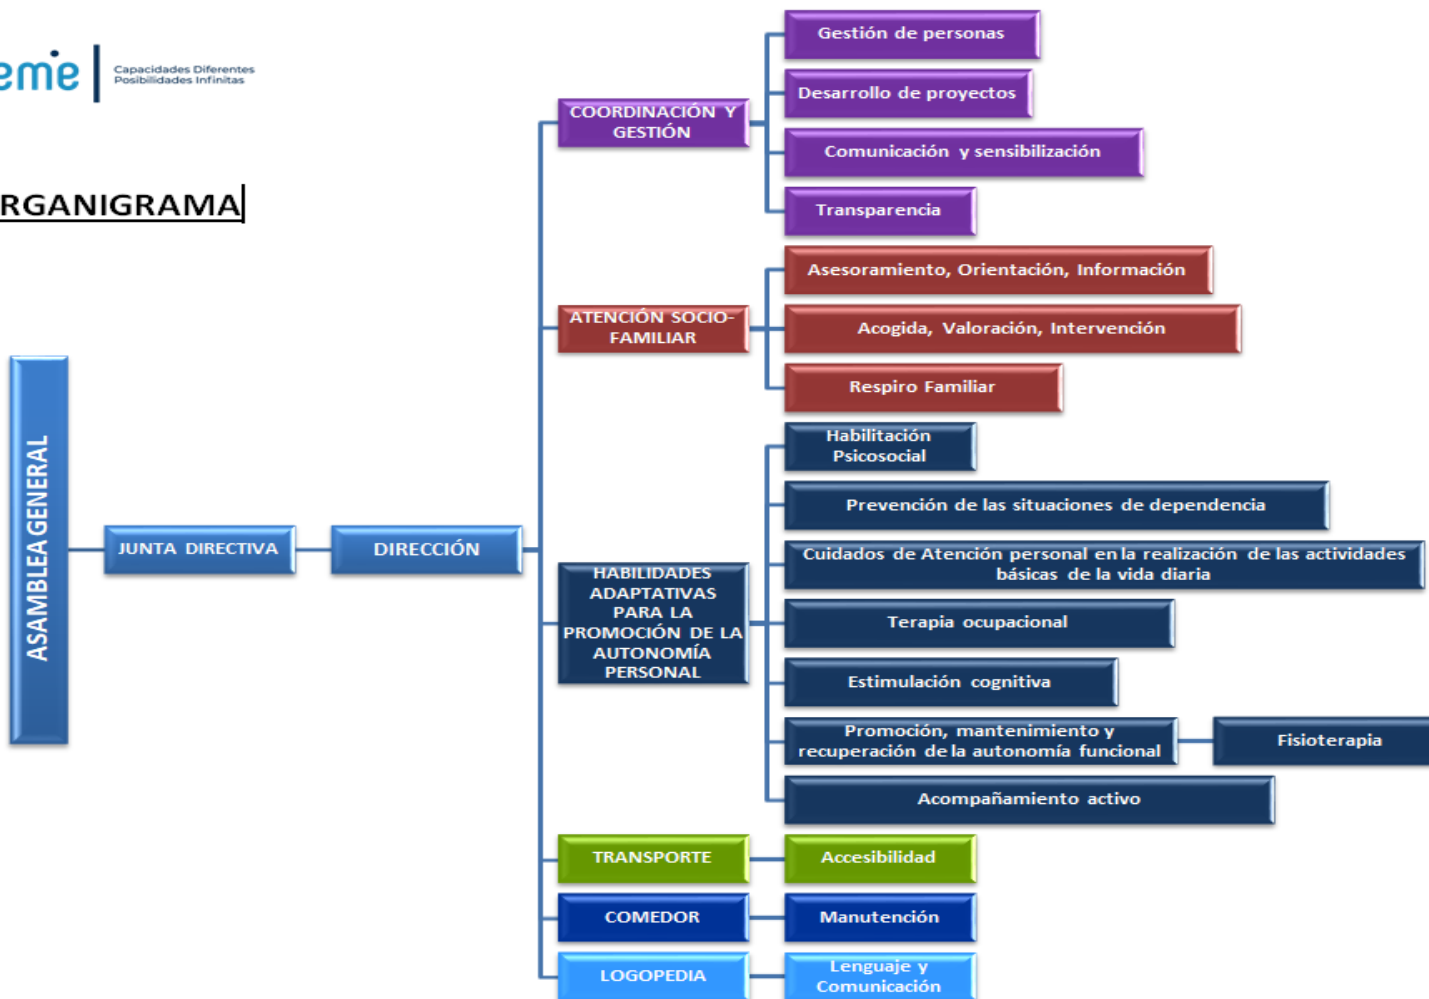 eme
Capacidades Diferentes
Posibilidades Infinitas
RGANIGRAMA
ASAMBLEA GENERAL
JUNTA DIRECTIVA
DIRECCIÓN
COORDINACIÓN Y
GESTIÓN
Gestión de personas
Desarrollo de proyectos
Comunicación y sensibilización
Transparencia
ATENCIÓN SOCIO-
FAMILIAR
Asesoramiento, Orientación, Información
Acogida, Valoración, Intervención
Respiro Familiar
HABILIDADES
ADAPTATIVAS
PARA LA
PROMOCIÓN DE LA
AUTONOMÍA
PERSONAL
Habilitación
Psicosocial
Prevención de las situaciones de dependencia
Cuidados de Atención personal en la realización de las actividades
básicas de la vida diaria
Terapia ocupacional
Estimulación cognitiva
Promoción, mantenimiento y
recuperación de la autonomía funcional
Fisioterapia
Acompañamiento activo
TRANSPORTE
Accesibilidad
COMEDOR
Manutención
LOGOPEDIA
Lenguaje y
Comunicación